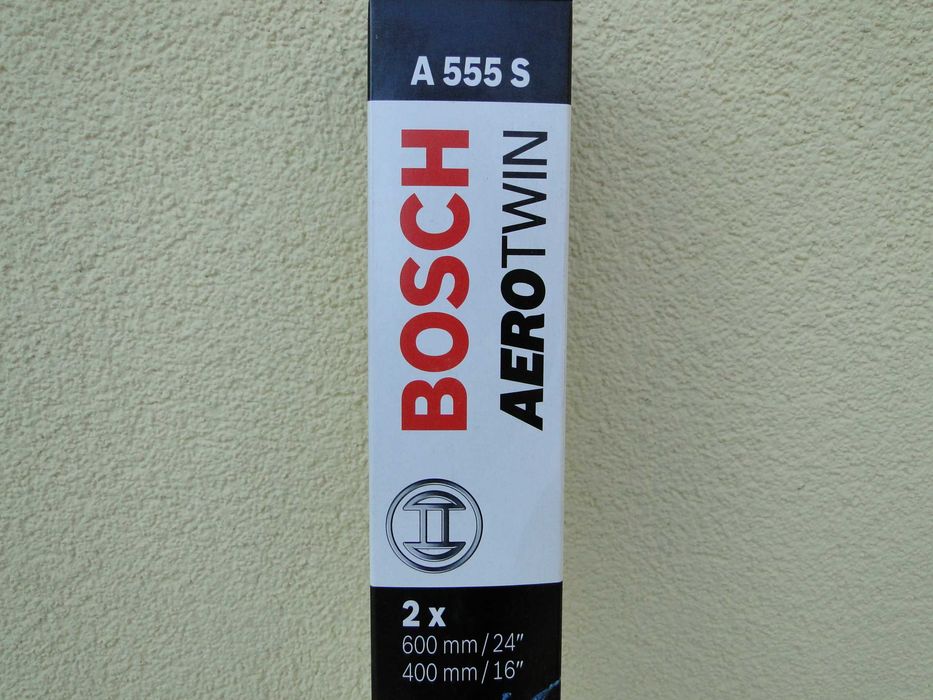 A 555 S
BOSCH
AEROTWIN
2 x
600 mm/24″
400 mm/16″